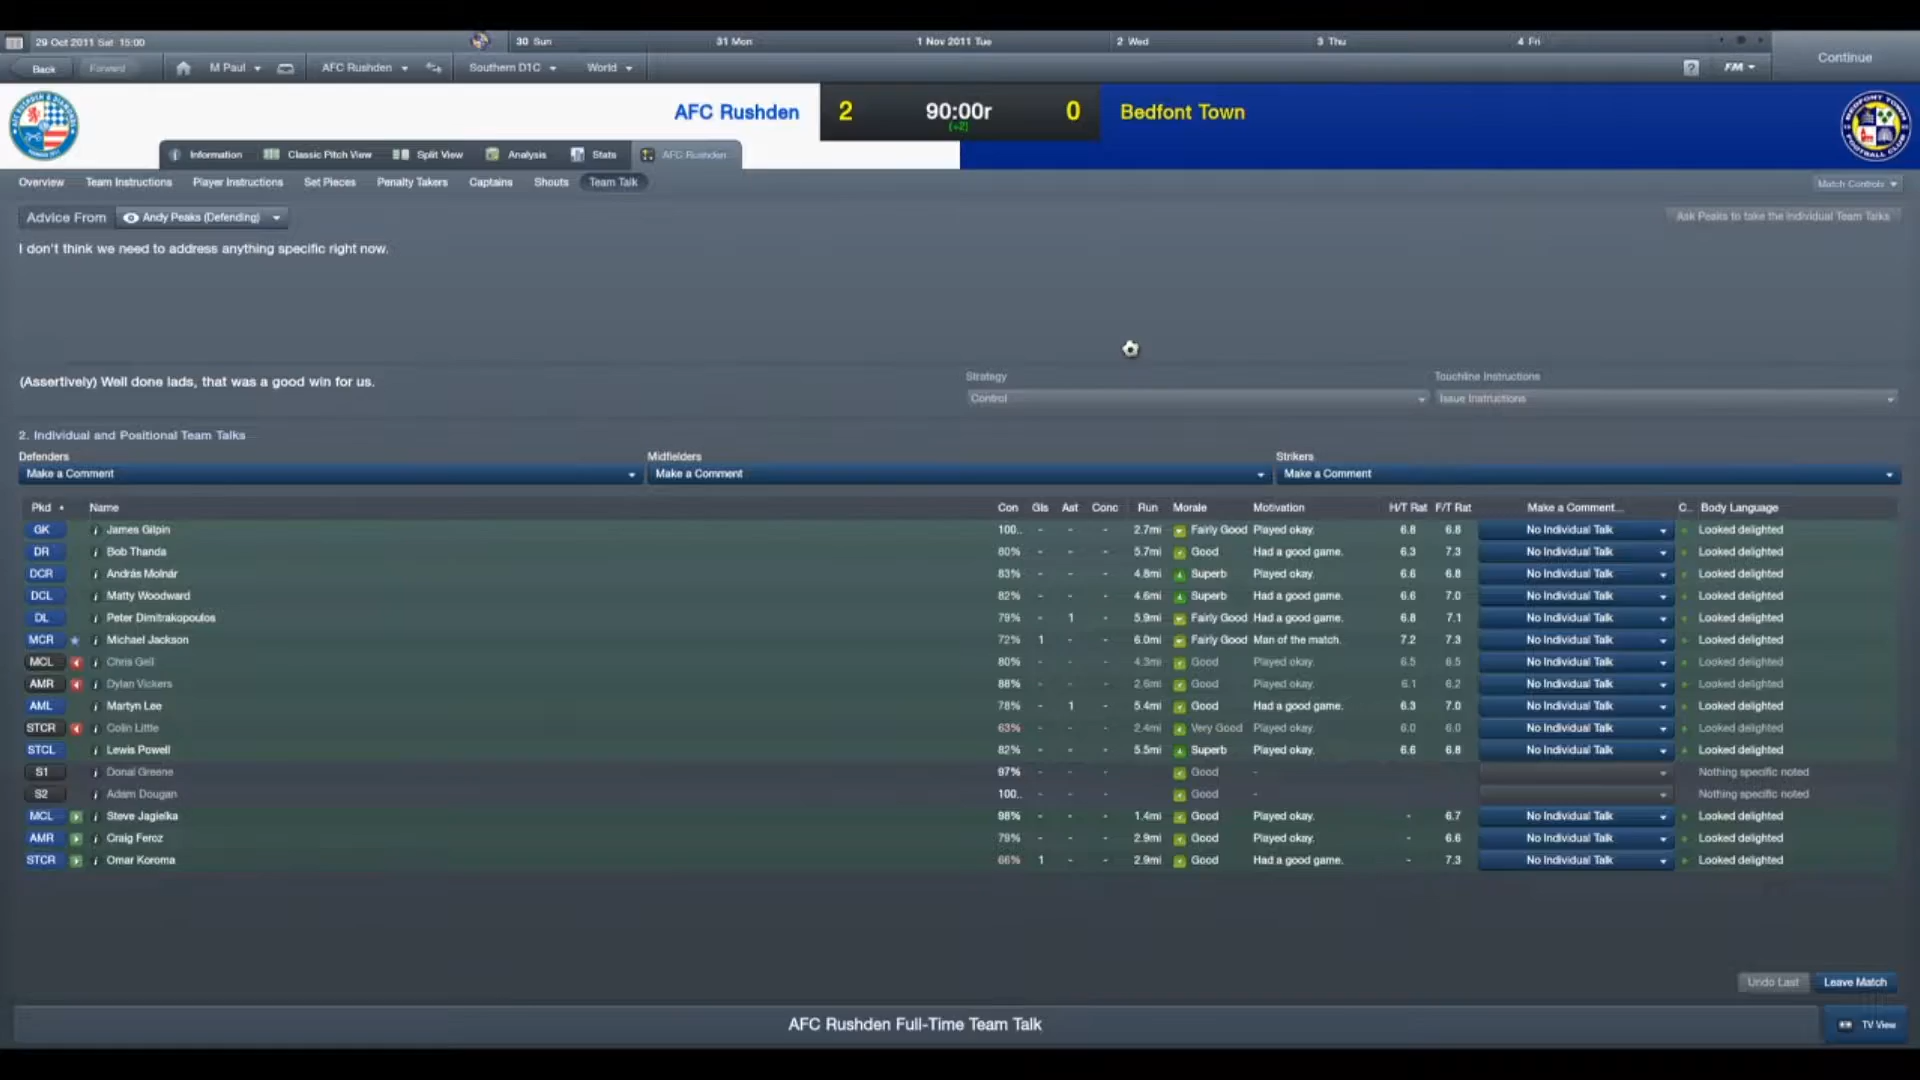 29 Oct 2011 Sat 15:00 30 Sun 31 Mon 1 Nov 2011 Tue 2 Wed 3 Thu 4 Fri
Back Forward M Paul AFC Rushden Southern D1C World ? FM Continue
AFC Rushden 2 90:00r 0 Bedfont Town
(+2)
Information Classic Pitch View Split View Analysis Stats AFC Rushden
Overview Team Instructions Player Instructions Set Pieces Penalty Takers Captains Shouts Team Talk Match Controls
Advice From Andy Peaks (Defending) Ask Peaks to take the Individual Team Talks
I don't think we need to address anything specific right now.
Strategy Touchline Instructions
(Assertively) Well done lads, that was a good win for us.
Control Issue Instructions
2. Individual and Positional Team Talks
Defenders Midfielders Strikers
Make a Comment Make a Comment Make a Comment
Pkd Name Con Gls Ast Conc Run Morale Motivation H/T Rat F/T Rat Make a Comment... C... Body Language
GK i James Gilpin 100.. - - - 2.7mi Fairly Good Played okay. 6.8 6.8 No Individual Talk Looked delighted
DR i Bob Thanda 80% - - - 5.7mi Good Had a good game. 6.3 7.3 No Individual Talk Looked delighted
DCR i András Molnár 83% - - - 4.8mi Superb Played okay. 6.6 6.8 No Individual Talk Looked delighted
DCL i Matty Woodward 82% - - - 4.6mi Superb Had a good game. 6.6 7.0 No Individual Talk Looked delighted
DL i Peter Dimitrakopoulos 79% - 1 - 5.9mi Fairly Good Had a good game. 6.8 7.1 No Individual Talk Looked delighted
MCR i Michael Jackson 72% 1 - - 6.0mi Fairly Good Man of the match. 7.2 7.3 No Individual Talk Looked delighted
MCL i Chris Gell 80% - - - 4.3mi Good Played okay. 6.5 6.5 No Individual Talk Looked delighted
AMR i Dylan Vickers 88% - - - 2.6mi Good Played okay. 6.1 6.2 No Individual Talk Looked delighted
AML i Martyn Lee 78% - 1 - 5.4mi Good Had a good game. 6.3 7.0 No Individual Talk Looked delighted
STCR i Colin Little 63% - - - 2.4mi Very Good Played okay. 6.0 6.0 No Individual Talk Looked delighted
STCL i Lewis Powell 82% - - - 5.5mi Superb Played okay. 6.6 6.8 No Individual Talk Looked delighted
S1 i Donal Greene 97% - - - Good - Nothing specific noted
S2 i Adam Dougan 100.. - - - Good - Nothing specific noted
MCL i Steve Jagielka 98% - - - 1.4mi Good Played okay. - 6.7 No Individual Talk Looked delighted
AMR i Craig Feroz 79% - - - 2.9mi Good Played okay. - 6.6 No Individual Talk Looked delighted
STCR i Omar Koroma 66% 1 - - 2.9mi Good Had a good game. - 7.3 No Individual Talk Looked delighted
Undo Last Leave Match
AFC Rushden Full-Time Team Talk TV View